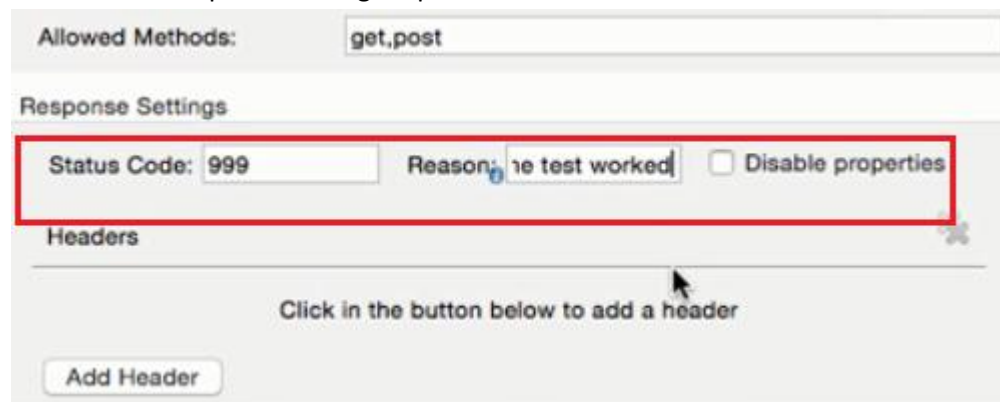 Allowed Methods: get,post
Response Settings
Status Code: 999 Reason: test worked Disable properties
Headers
Click in the button below to add a header
Add Header